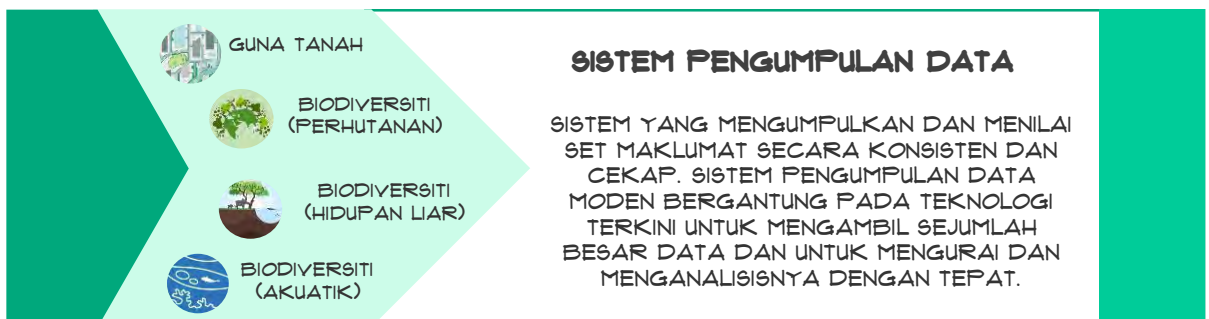 GUNA TANAH
BIODIVERSITI
(PERHUTANAN)
BIODIVERSITI
(HIDUPAN LIAR)
BIODIVERSITI
(AKUATIK)
SISTEM PENGUMPULAN DATA
SISTEM YANG MENGUMPULKAN DAN MENILAI
SET MAKLUMAT SECARA KONSISTEN DAN
CEKAP. SISTEM PENGUMPULAN DATA
MODEN BERGANTUNG PADA TEKNOLOGI
TERKINI UNTUK MENGAMBIL SEJUMLAH
BESAR DATA DAN UNTUK MENGURAI DAN
MENGANALISISNYA DENGAN TEPAT.